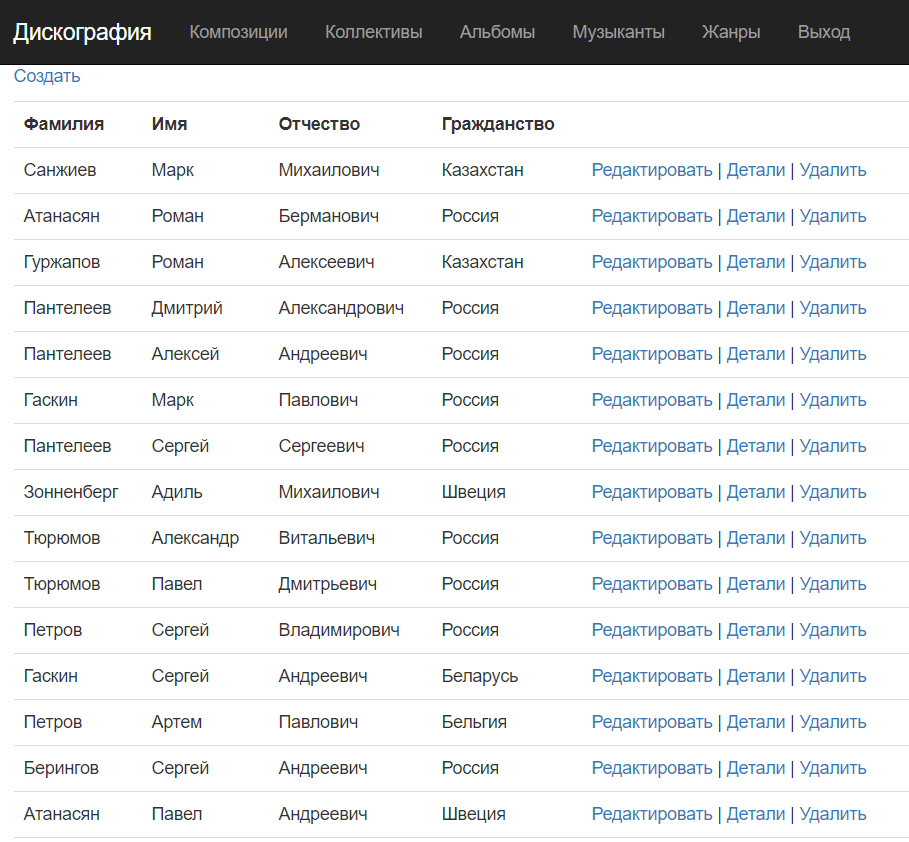 Дискография Композиции Коллективы Альбомы Музыканты Жанры Выход
Создать
Фамилия Имя Отчество Гражданство
Санжиев Марк Михаилович Казахстан Редактировать | Детали | Удалить
Атанасян Роман Берманович Россия Редактировать | Детали | Удалить
Гуржапов Роман Алексеевич Казахстан Редактировать | Детали | Удалить
Пантелеев Дмитрий Александрович Россия Редактировать | Детали | Удалить
Пантелеев Алексей Андреевич Россия Редактировать | Детали | Удалить
Гаскин Марк Павлович Россия Редактировать | Детали | Удалить
Пантелеев Сергей Сергеевич Россия Редактировать | Детали | Удалить
Зонненберг Адиль Михаилович Швеция Редактировать | Детали | Удалить
Тюрюмов Александр Витальевич Россия Редактировать | Детали | Удалить
Тюрюмов Павел Дмитрьевич Россия Редактировать | Детали | Удалить
Петров Сергей Владимирович Россия Редактировать | Детали | Удалить
Гаскин Сергей Андреевич Беларусь Редактировать | Детали | Удалить
Петров Артем Павлович Бельгия Редактировать | Детали | Удалить
Берингов Сергей Андреевич Россия Редактировать | Детали | Удалить
Атанасян Павел Андреевич Швеция Редактировать | Детали | Удалить